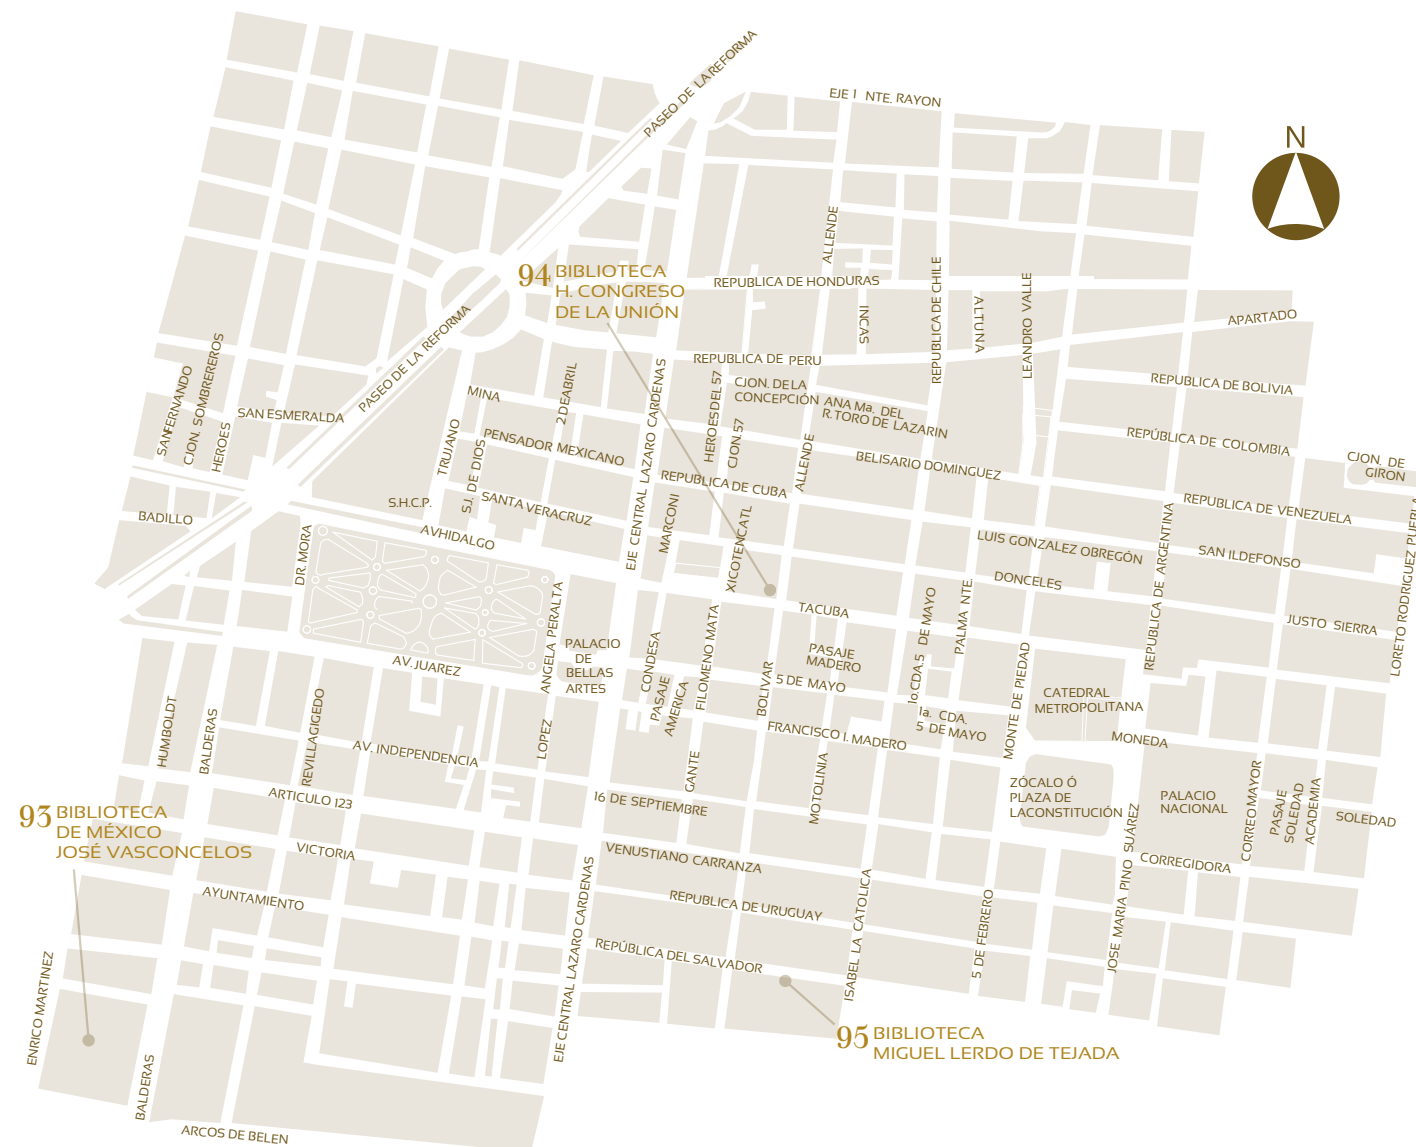 PASEO DE LA REFORMA
EJE 1 NTE. RAYON
N
ALLENDE
94 BIBLIOTECA
H. CONGRESO
DE LA UNIÓN
REPUBLICA DE HONDURAS
INCAS
REPUBLICA DE CHILE
ALTUNA
LEANDRO VALLE
APARTADO
PASEO DE LA REFORMA
REPUBLICA DE PERU
SAN FERNANDO
CJON. SOMBREREROS
HEROES
SAN ESMERALDA
MINA
2 DE ABRIL
EJE CENTRAL LAZARO CARDENAS
HEROES DEL 57
CJON. DE LA
CONCEPCIÓN
CJON. 57
ANA Ma. DEL
R. TORO DE LAZARIN
REPUBLICA DE BOLIVIA
TRUJANO
S.J. DE DIOS
PENSADOR MEXICANO
ALLENDE
BELISARIO DOMINGUEZ
REPÚBLICA DE COLOMBIA
CJON. DE
GIRON
REPUBLICA DE CUBA
S.H.C.P.
SANTA VERACRUZ
MARCONI
XICOTENCATL
REPUBLICA DE VENEZUELA
BADILLO
DR. MORA
AVHIDALGO
LUIS GONZALEZ OBREGÓN
REPUBLICA DE ARGENTINA
SAN ILDEFONSO
LORETO RODRIGUEZ PUEBLA
DONCELES
ANGELA PERALTA
TACUBA
1o.CDA.5 DE MAYO
PALMA NTE.
JUSTO SIERRA
PALACIO
DE
BELLAS
ARTES
CONDESA
FILOMENO MATA
PASAJE
MADERO
AV. JUAREZ
PASAJE
AMERICA
BOLIVAR
5 DE MAYO
MONTE DE PIEDAD
CATEDRAL
METROPOLITANA
HUMBOLDT
BALDERAS
REVILLAGIGEDO
LOPEZ
1a. CDA.
5 DE MAYO
FRANCISCO I. MADERO
MONEDA
AV. INDEPENDENCIA
GANTE
MOTOLINIA
ZÓCALO Ó
PLAZA DE
LACONSTITUCIÓN
PALACIO
NACIONAL
CORREO MAYOR
PASAJE
SOLEDAD
ACADEMIA
SOLEDAD
ARTICULO 123
16 DE SEPTIEMBRE
93 BIBLIOTECA
DE MÉXICO
JOSÉ VASCONCELOS
VICTORIA
VENUSTIANO CARRANZA
JOSE MARIA PINO SUÁREZ
CORREGIDORA
AYUNTAMIENTO
EJE CENTRAL LAZARO CARDENAS
REPUBLICA DE URUGUAY
ISABEL LA CATOLICA
5 DE FEBRERO
REPÚBLICA DEL SALVADOR
ENRICO MARTINEZ
95 BIBLIOTECA
MIGUEL LERDO DE TEJADA
BALDERAS
ARCOS DE BELEN